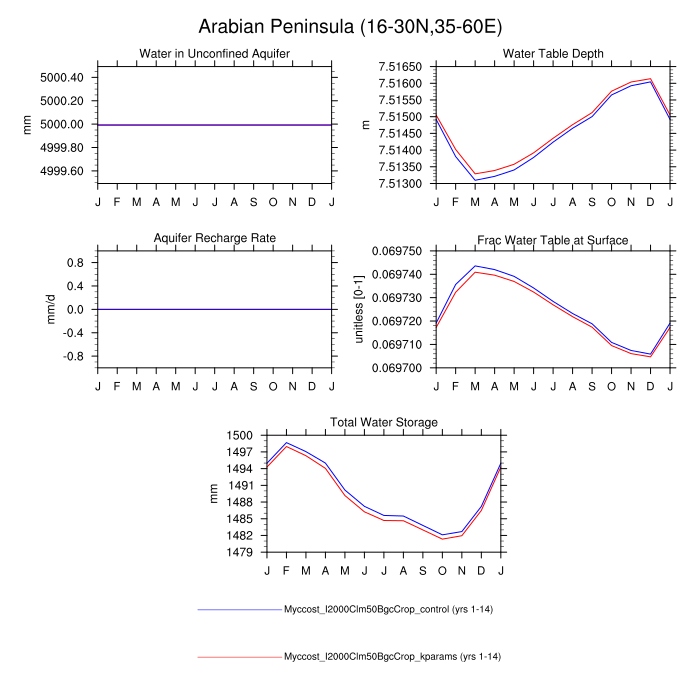 Arabian Peninsula (16-30N,35-60E)
Water in Unconfined Aquifer
mm
5000.40
5000.20
5000.00
4999.80
4999.60
J F M A M J J A S O N D J
Water Table Depth
m
7.51650
7.51600
7.51550
7.51500
7.51450
7.51400
7.51350
7.51300
J F M A M J J A S O N D J
Aquifer Recharge Rate
mm/d
0.8
0.4
0.0
-0.4
-0.8
J F M A M J J A S O N D J
Frac Water Table at Surface
unitless [0-1]
0.069750
0.069740
0.069730
0.069720
0.069710
0.069700
J F M A M J J A S O N D J
Total Water Storage
mm
1500
1497
1494
1491
1488
1485
1482
1479
J F M A M J J A S O N D J
Myccost_I2000Clm50BgcCrop_control (yrs 1-14)
Myccost_I2000Clm50BgcCrop_kparams (yrs 1-14)